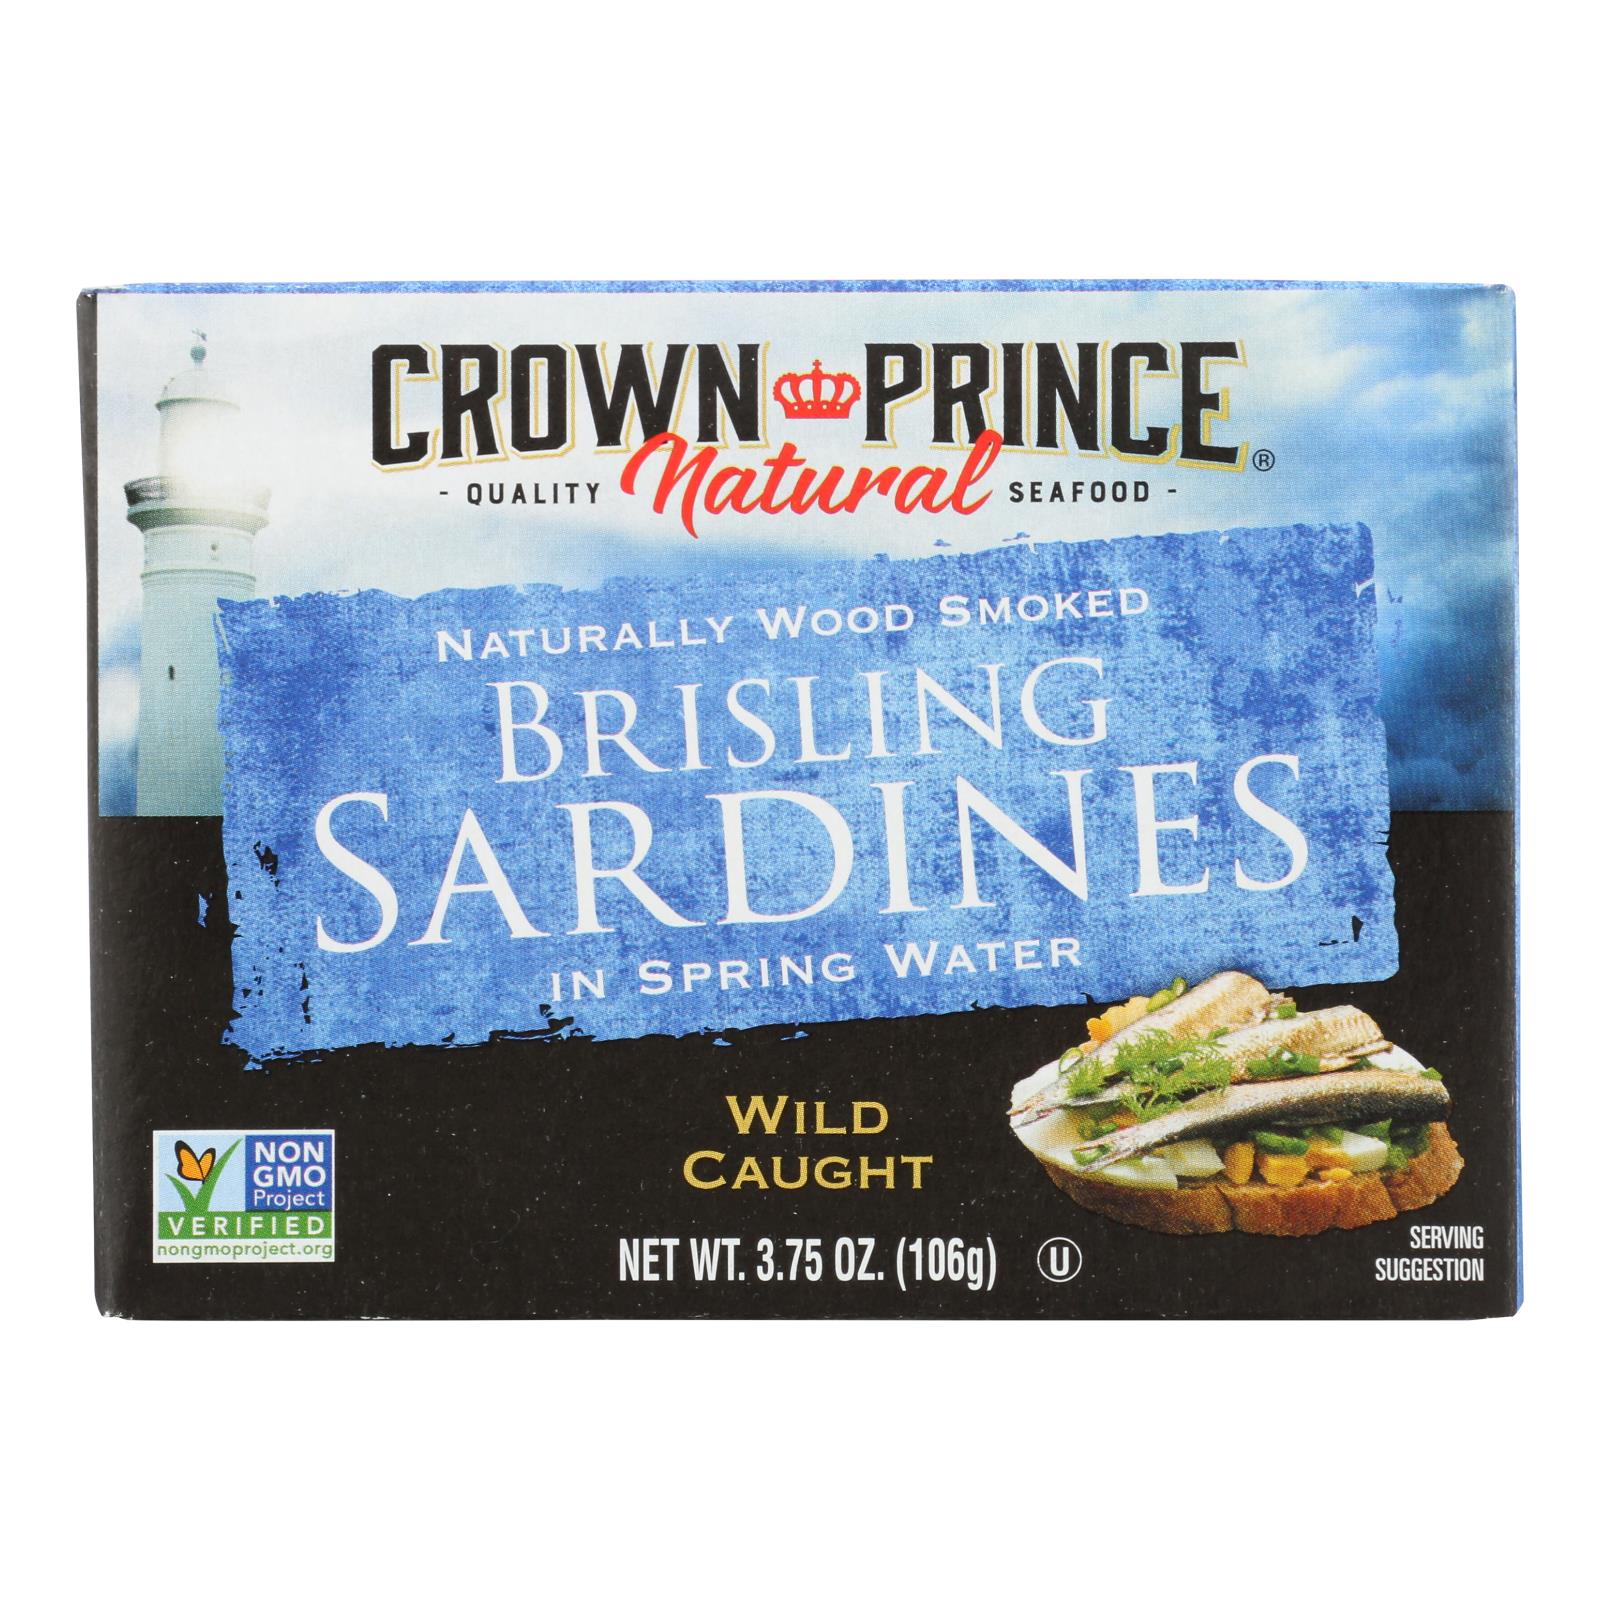 CROWN PRINCE®
- QUALITY Natural SEAFOOD -
NATURALLY WOOD SMOKED
BRISLING
SARDINES
IN SPRING WATER
WILD
CAUGHT
NON
GMO
Project
VERIFIED
nongmoproject.org
NET WT. 3.75 OZ. (106g) U
SERVING
SUGGESTION